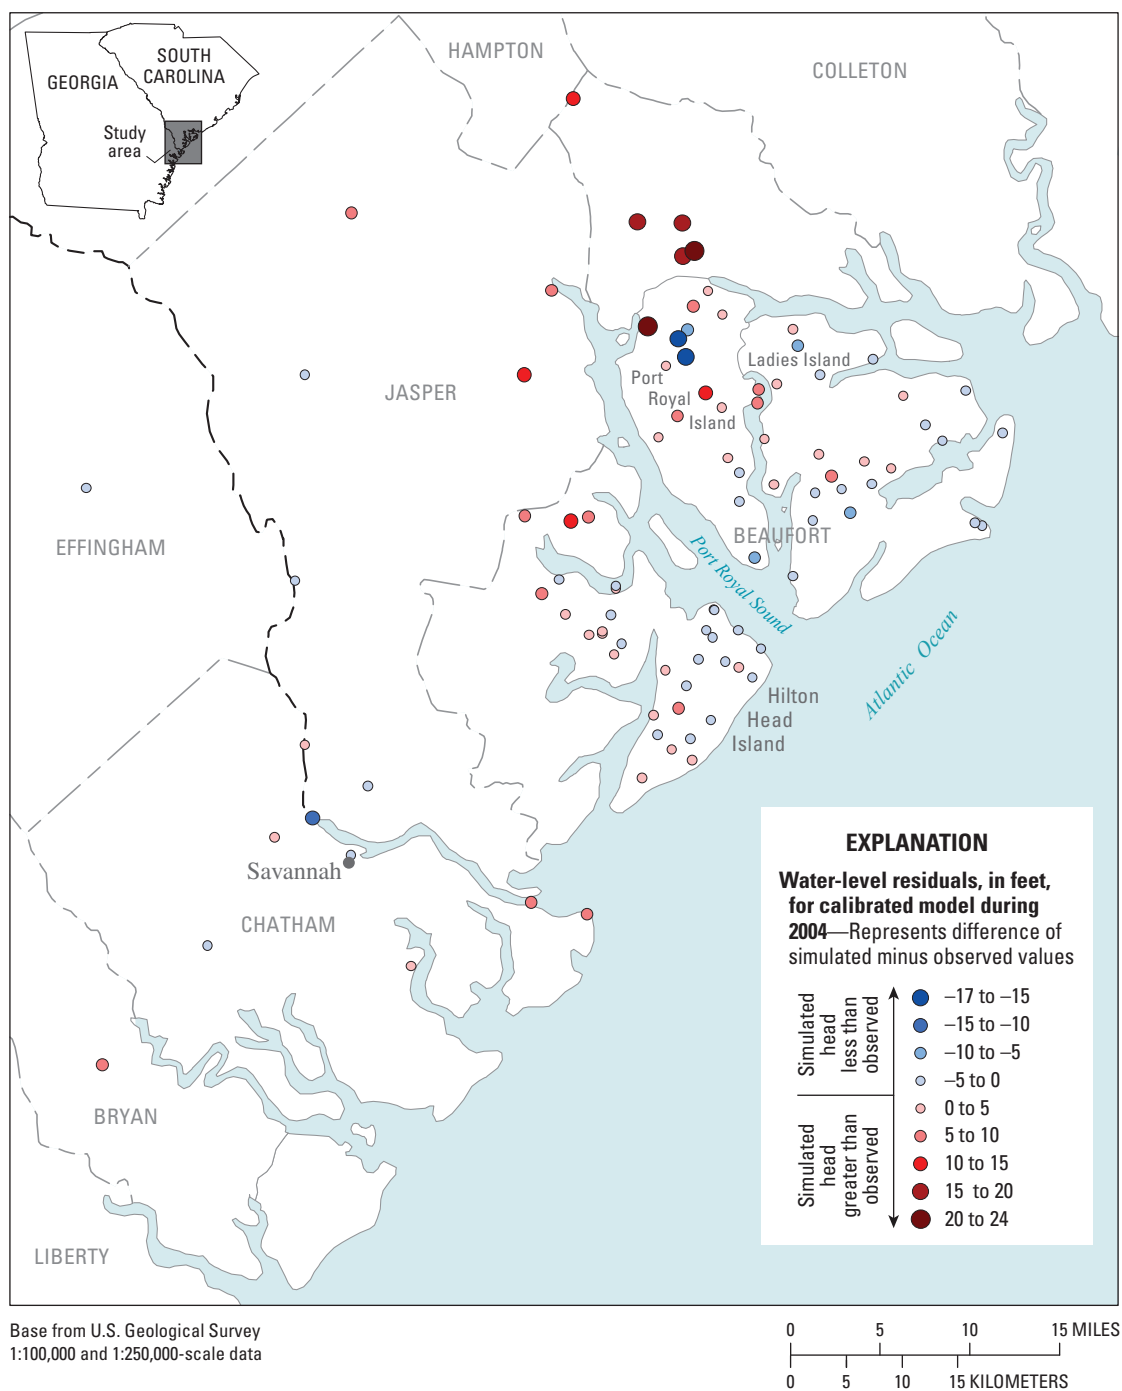 HAMPTON
COLLETON
SOUTH
CAROLINA
GEORGIA
Study
area
JASPER
Ladies Island
Port
Royal
Island
EFFINGHAM
BEAUFORT
Port Royal Sound
Atlantic Ocean
Hilton
Head
Island
Savannah
CHATHAM
BRYAN
LIBERTY
EXPLANATION
Water-level residuals, in feet,
for calibrated model during
2004—Represents difference of
simulated minus observed values
Simulated
head
less than
observed
–17 to –15
–15 to –10
–10 to –5
–5 to 0
Simulated
head
greater than
observed
0 to 5
5 to 10
10 to 15
15 to 20
20 to 24
Base from U.S. Geological Survey
1:100,000 and 1:250,000-scale data
0 5 10 15 MILES
0 5 10 15 KILOMETERS